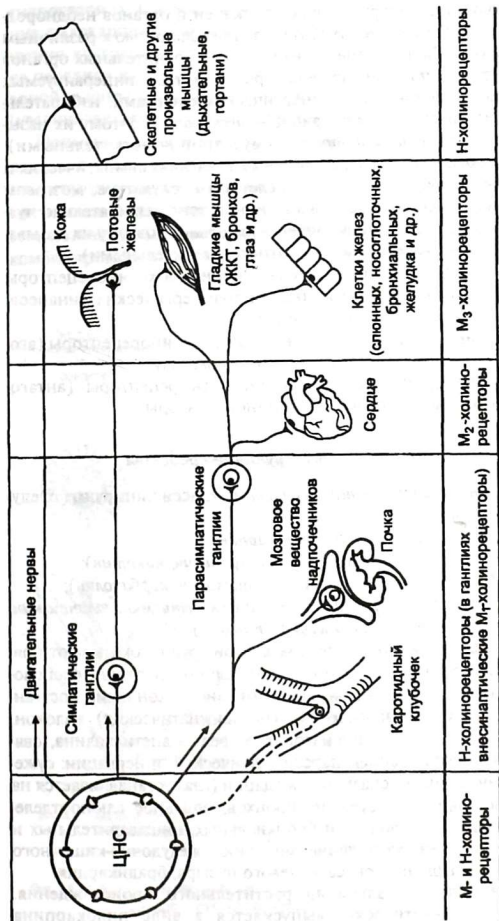 Двигательные нервы
Симпатические
ганглии
Кожа
Потовые
железы
Скелетные и другие
произвольные
мышцы
(дыхательные,
гортани)
ЦНС
Парасимпатические
ганглии
Гладкие мышцы
(ЖКТ, бронхов,
глаз и др.)
Клетки желез
(слюнных, носоглоточных,
бронхиальных,
желудка и др.)
Сердце
Мозговое
вещество
надпочечников
Почка
Каротидный
клубочек
М- и Н-холино-
рецепторы
Н-холинорецепторы (в ганглиях
внесинаптические М₁-холинорецепторы)
М₂-холино-
рецепторы
М₃-холинорецепторы
Н-холинорецепторы